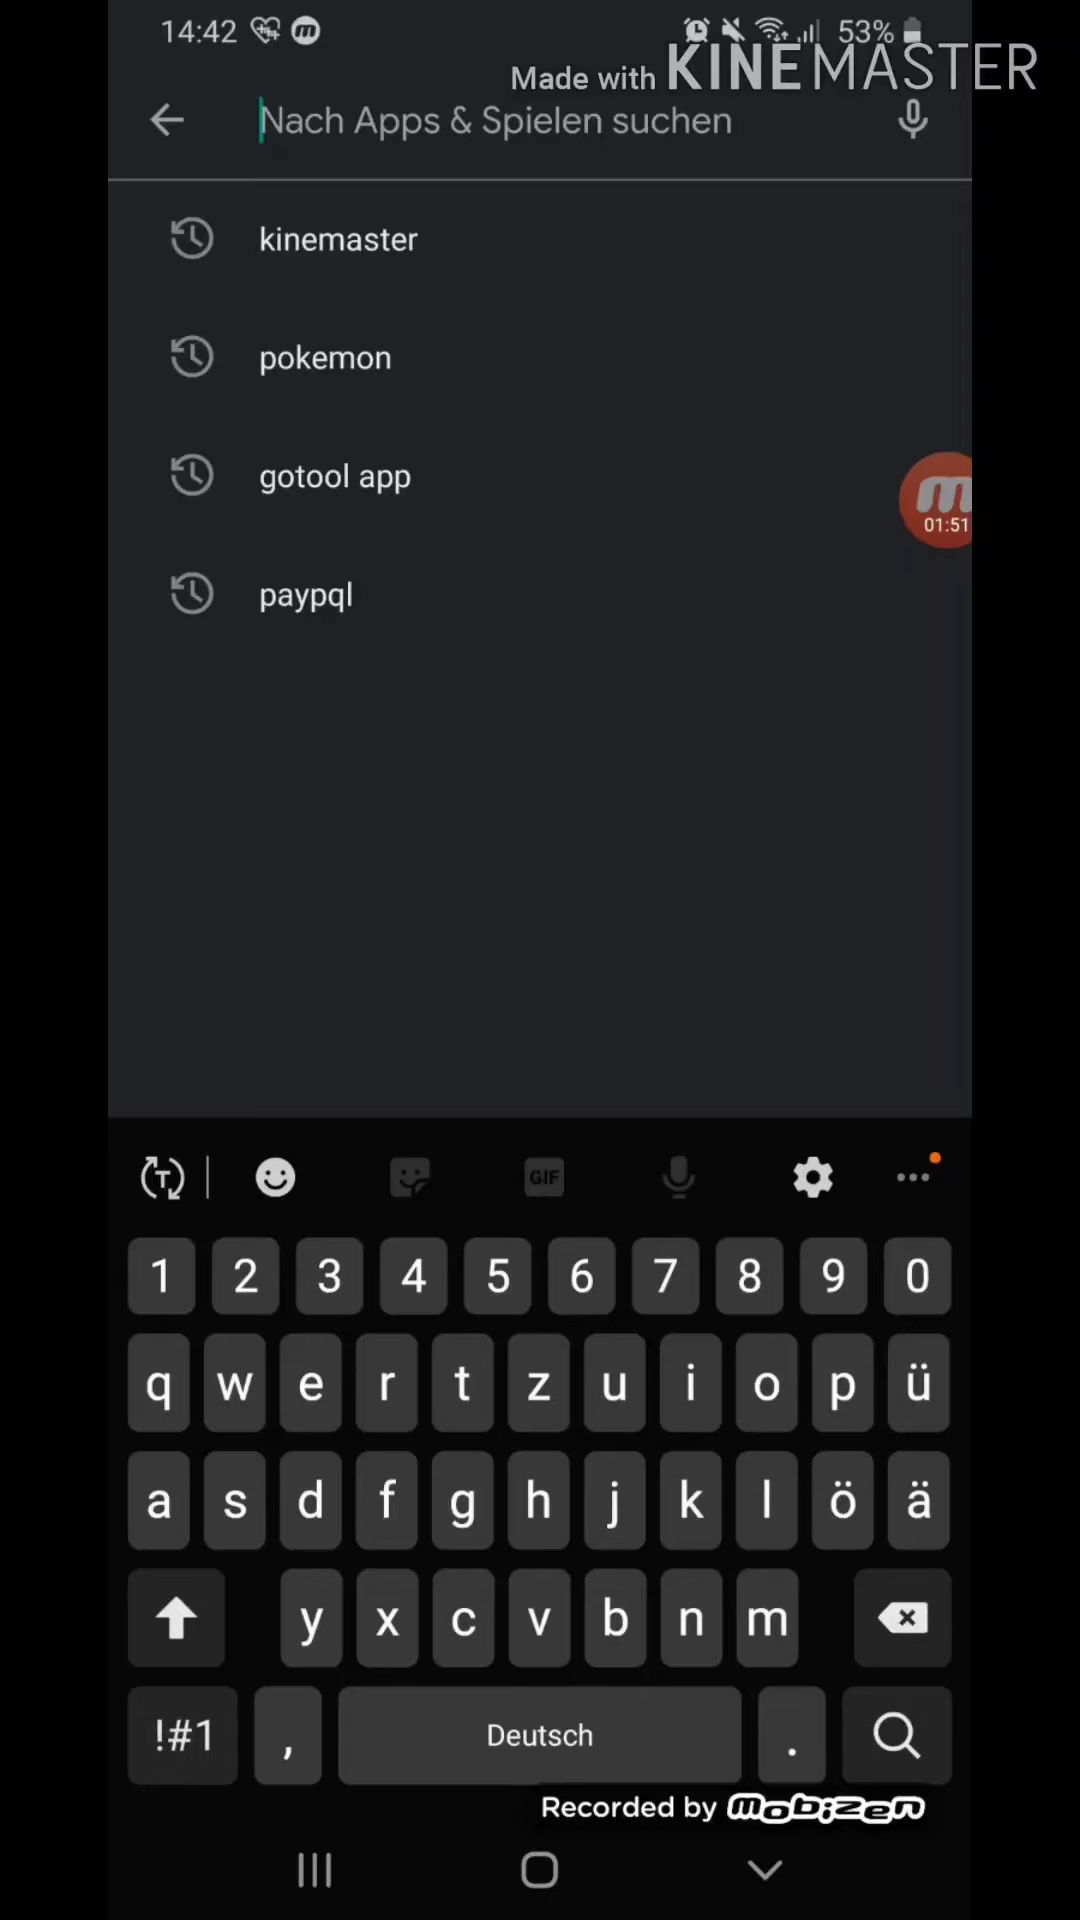 14:42
53%
Made with KINEMASTER
Nach Apps & Spielen suchen
kinemaster
pokemon
gotool app
paypql
m
01:51
T
GIF
1 2 3 4 5 6 7 8 9 0
q w e r t z u i o p ü
a s d f g h j k l ö ä
y x c v b n m
!#1 , Deutsch .
Recorded by mobizen